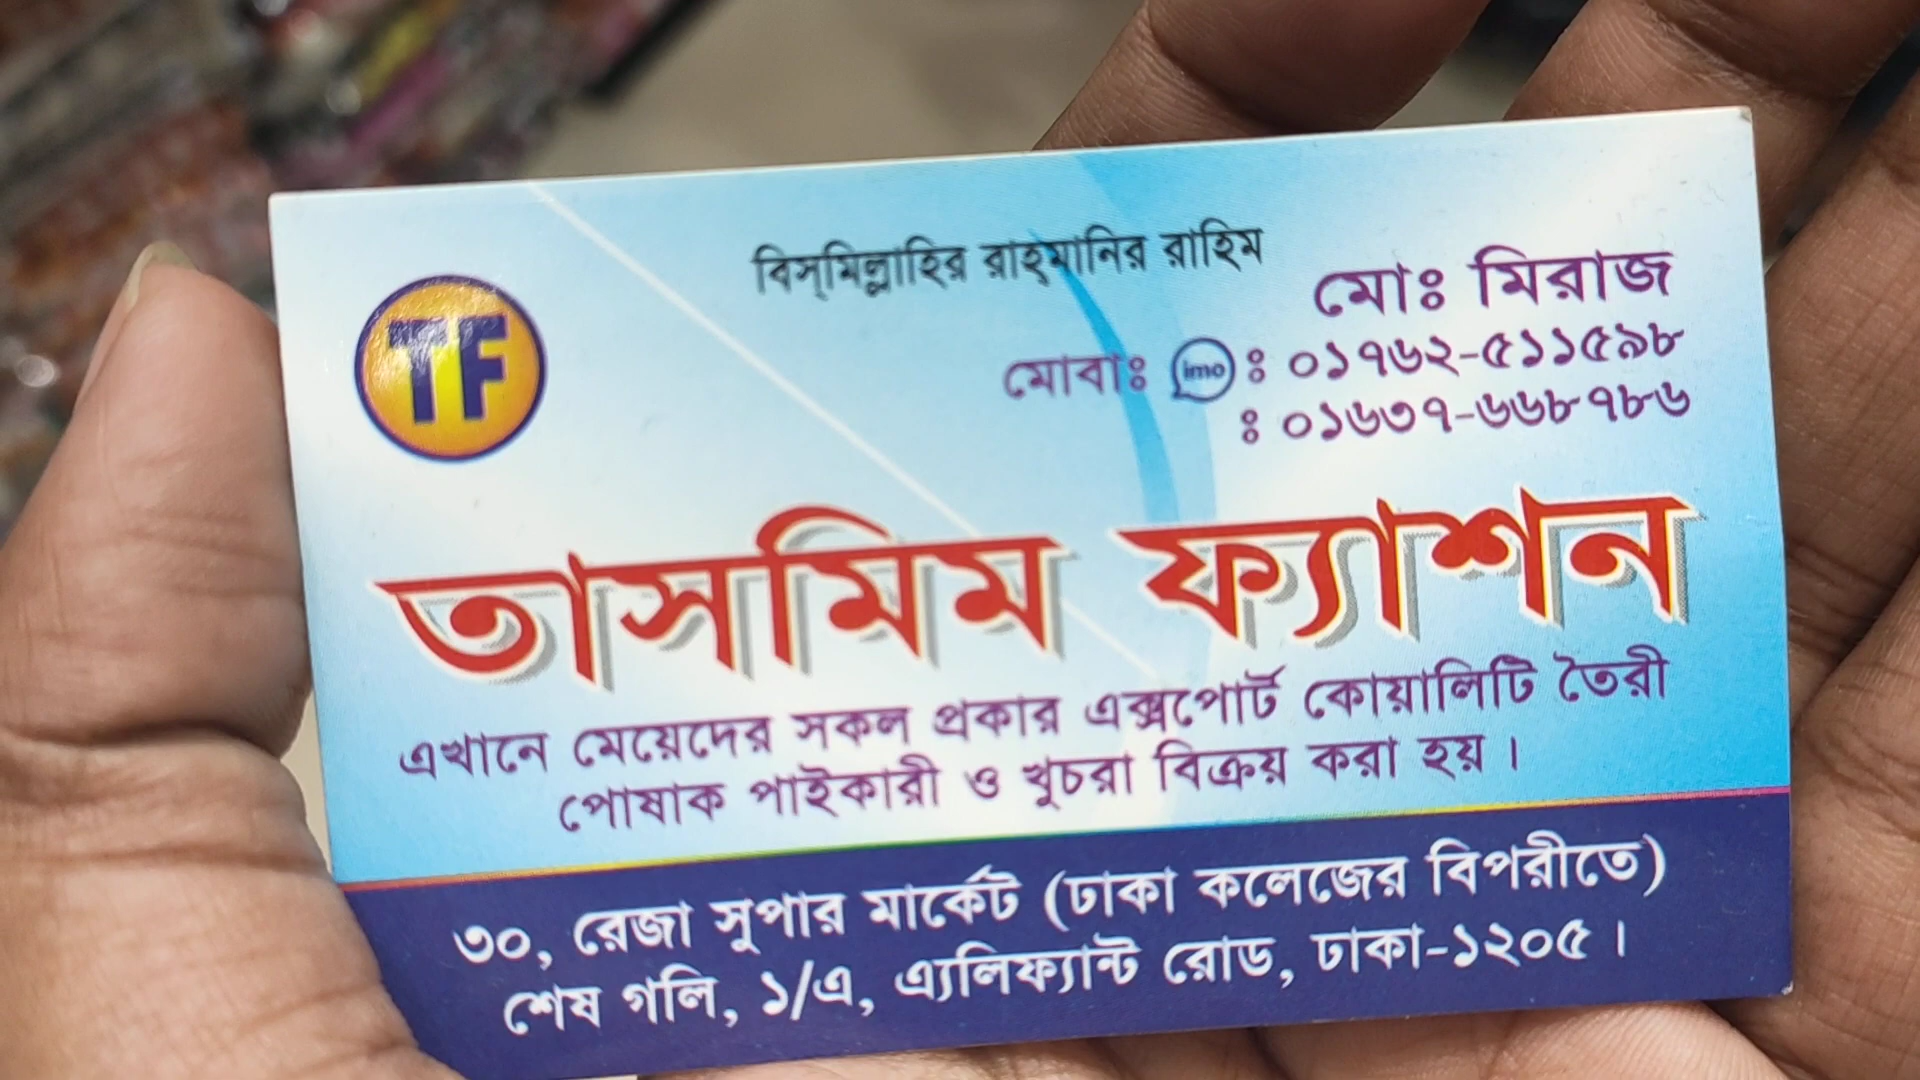 বিস্‌মিল্লাহির রাহ্‌মানির রাহিম
TF
মোঃ মিরাজ
মোবাঃ imo ঃ ০১৭৬২-৫১১৫৯৮
ঃ ০১৬৩৭-৬৬৮৭৮৬
তাসমিম ফ্যাশন
এখানে মেয়েদের সকল প্রকার এক্সপোর্ট কোয়ালিটি তৈরী
পোষাক পাইকারী ও খুচরা বিক্রয় করা হয় ।
৩০, রেজা সুপার মার্কেট (ঢাকা কলেজের বিপরীতে)
শেষ গলি, ১/এ, এ্যলিফ্যান্ট রোড, ঢাকা-১২০৫ ।